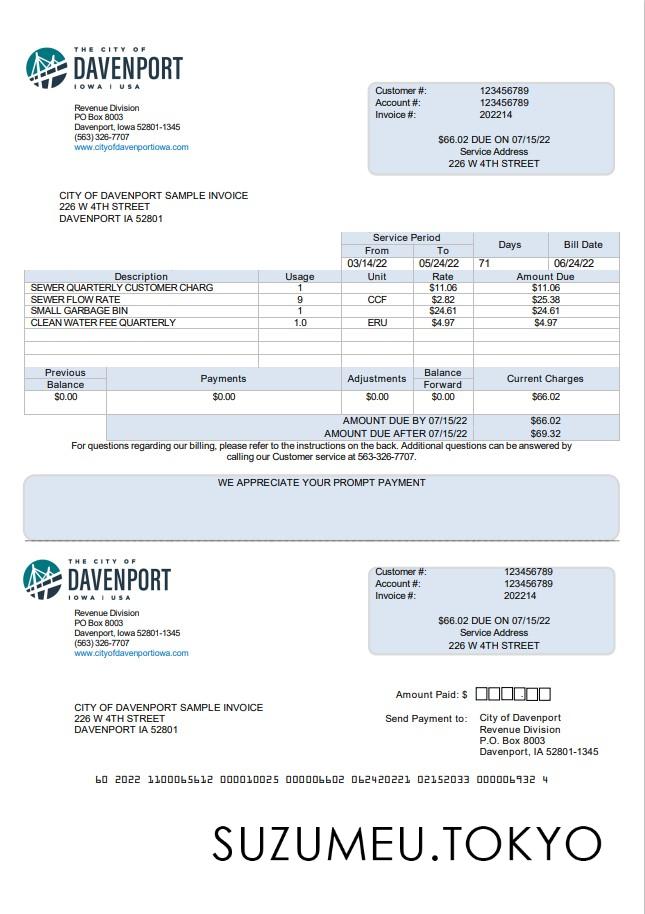 THE CITY OF
DAVENPORT
IOWA | USA
Revenue Division
PO Box 8003
Davenport, Iowa 52801-1345
(563) 326-7707
www.cityofdavenportiowa.com
Customer #: 123456789
Account #: 123456789
Invoice #: 202214
$66.02 DUE ON 07/15/22
Service Address
226 W 4TH STREET
CITY OF DAVENPORT SAMPLE INVOICE
226 W 4TH STREET
DAVENPORT IA 52801
Service Period Days Bill Date
From To
03/14/22 05/24/22 71 06/24/22
Description Usage Unit Rate Amount Due
SEWER QUARTERLY CUSTOMER CHARG 1 $11.06 $11.06
SEWER FLOW RATE 9 CCF $2.82 $25.38
SMALL GARBAGE BIN 1 $24.61 $24.61
CLEAN WATER FEE QUARTERLY 1.0 ERU $4.97 $4.97
Previous Balance Payments Adjustments Balance Forward Current Charges
$0.00 $0.00 $0.00 $0.00 $66.02
AMOUNT DUE BY 07/15/22 $66.02
AMOUNT DUE AFTER 07/15/22 $69.32
For questions regarding our billing, please refer to the instructions on the back. Additional questions can be answered by
calling our Customer service at 563-326-7707.
WE APPRECIATE YOUR PROMPT PAYMENT
THE CITY OF
DAVENPORT
IOWA | USA
Revenue Division
PO Box 8003
Davenport, Iowa 52801-1345
(563) 326-7707
www.cityofdavenportiowa.com
Customer #: 123456789
Account #: 123456789
Invoice #: 202214
$66.02 DUE ON 07/15/22
Service Address
226 W 4TH STREET
Amount Paid: $ .
CITY OF DAVENPORT SAMPLE INVOICE
226 W 4TH STREET
DAVENPORT IA 52801
Send Payment to: City of Davenport
Revenue Division
P.O. Box 8003
Davenport, IA 52801-1345
60 2022 1100065612 000010025 000006602 062420221 02152033 000006932 4
SUZUMEU.TOKYO